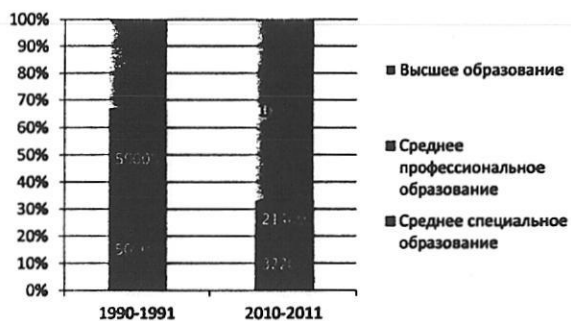 100%
90%
80%
70%
60%
50%
40%
30%
20%
10%
0%
1990-1991
2010-2011
Высшее образование
Среднее
профессиональное
образование
Среднее специальное
образование